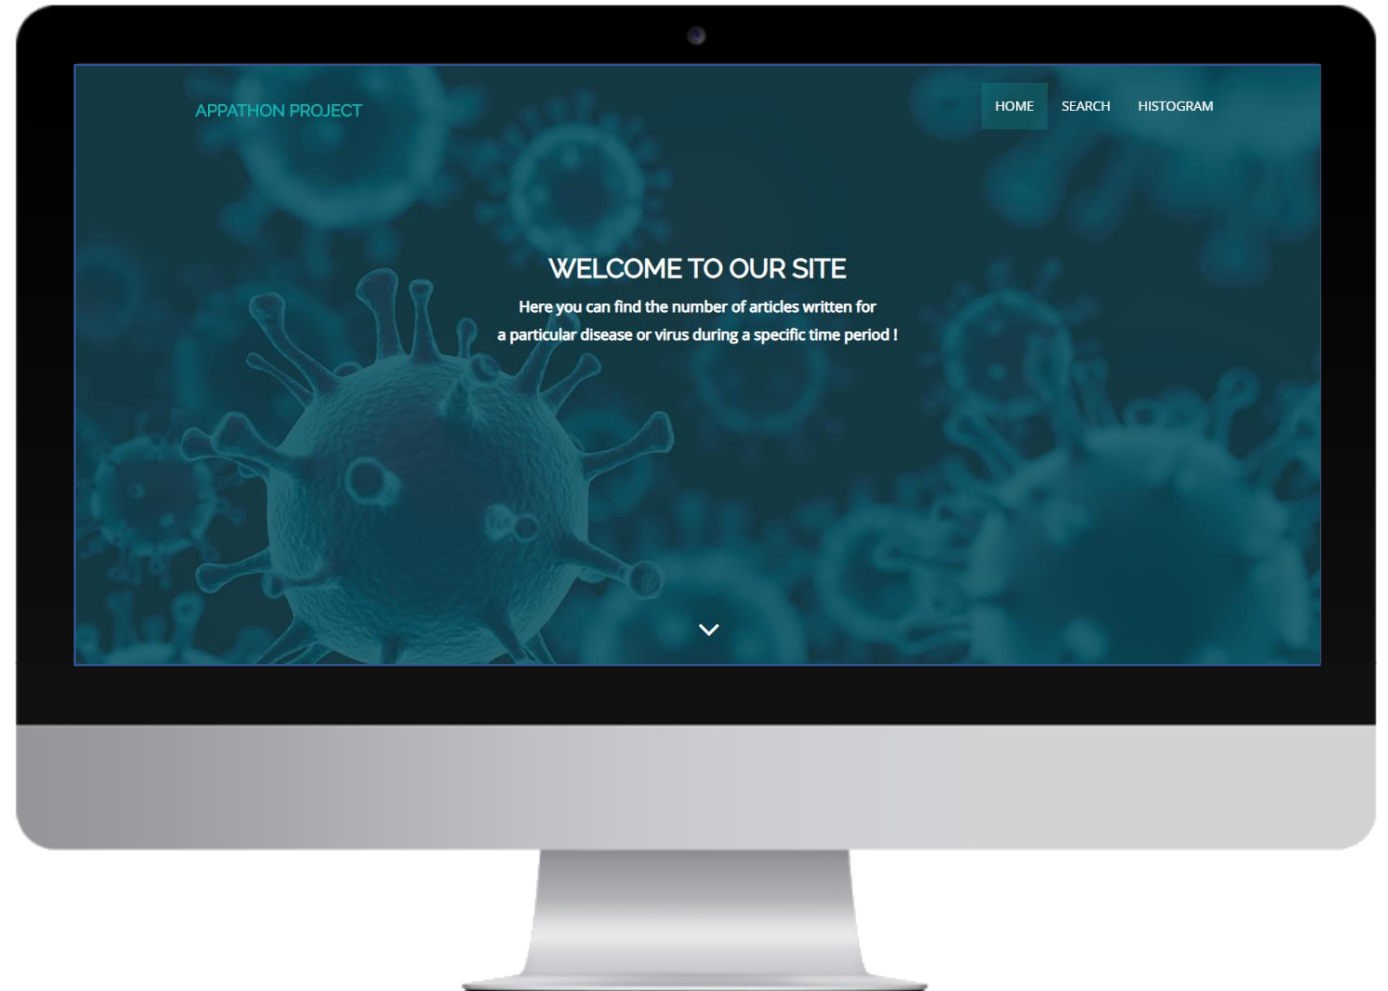 APPATHON PROJECT
HOME SEARCH HISTOGRAM
WELCOME TO OUR SITE
Here you can find the number of articles written for
a particular disease or virus during a specific time period !